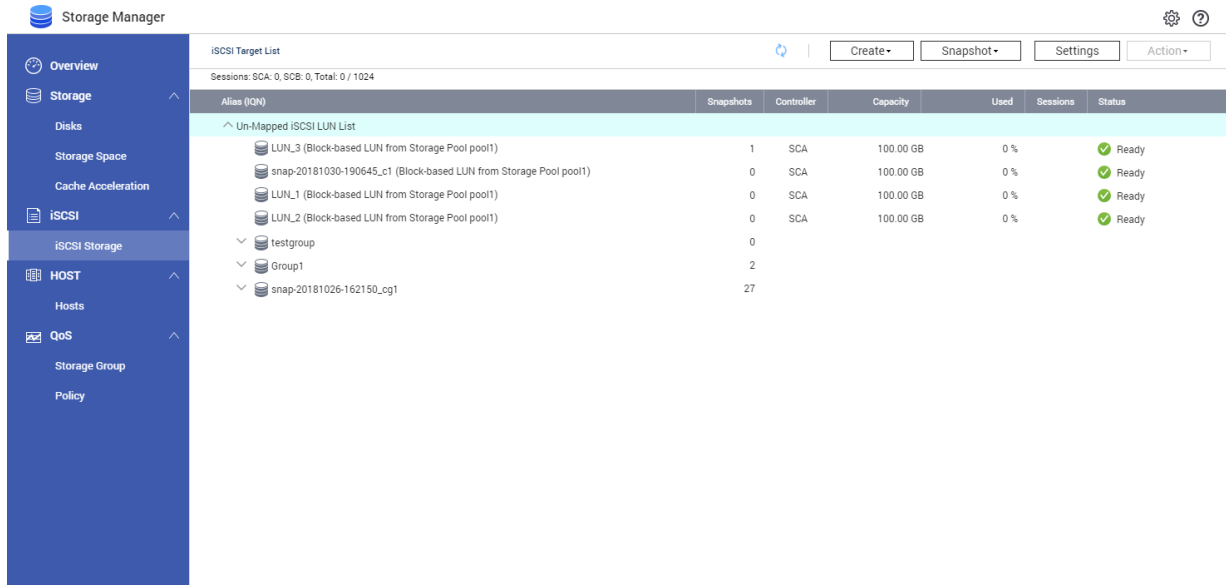 Storage Manager
Overview
Storage
Disks
Storage Space
Cache Acceleration
iSCSI
iSCSI Storage
HOST
Hosts
QoS
Storage Group
Policy
iSCSI Target List
Create
Snapshot
Settings
Action
Sessions: SCA: 0, SCB: 0, Total: 0 / 1024
Alias (IQN) Snapshots Controller Capacity Used Sessions Status
Un-Mapped iSCSI LUN List
LUN_3 (Block-based LUN from Storage Pool pool1) 1 SCA 100.00 GB 0 % Ready
snap-20181030-190645_c1 (Block-based LUN from Storage Pool pool1) 0 SCA 100.00 GB 0 % Ready
LUN_1 (Block-based LUN from Storage Pool pool1) 0 SCA 100.00 GB 0 % Ready
LUN_2 (Block-based LUN from Storage Pool pool1) 0 SCA 100.00 GB 0 % Ready
testgroup 0
Group1 2
snap-20181026-162150_cg1 27